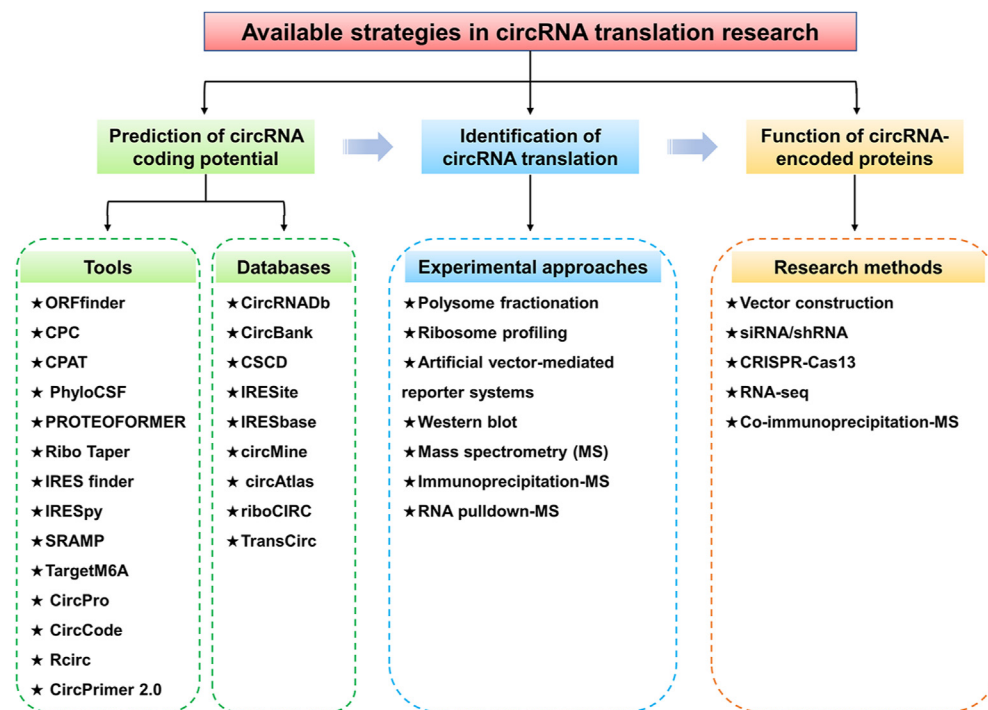 Available strategies in circRNA translation research
Prediction of circRNA
coding potential
Identification of
circRNA translation
Function of circRNA-
encoded proteins
Tools
★ORFfinder
★CPC
★CPAT
★ PhyloCSF
★PROTEOFORMER
★Ribo Taper
★IRES finder
★IRESpy
★SRAMP
★TargetM6A
★ CircPro
★ CircCode
★ Rcirc
★ CircPrimer 2.0
Databases
★CircRNADb
★CircBank
★CSCD
★IRESite
★IRESbase
★circMine
★ circAtlas
★riboCIRC
★TransCirc
Experimental approaches
★Polysome fractionation
★Ribosome profiling
★Artificial vector-mediated
reporter systems
★Western blot
★Mass spectrometry (MS)
★Immunoprecipitation-MS
★RNA pulldown-MS
Research methods
★Vector construction
★siRNA/shRNA
★CRISPR-Cas13
★RNA-seq
★Co-immunoprecipitation-MS